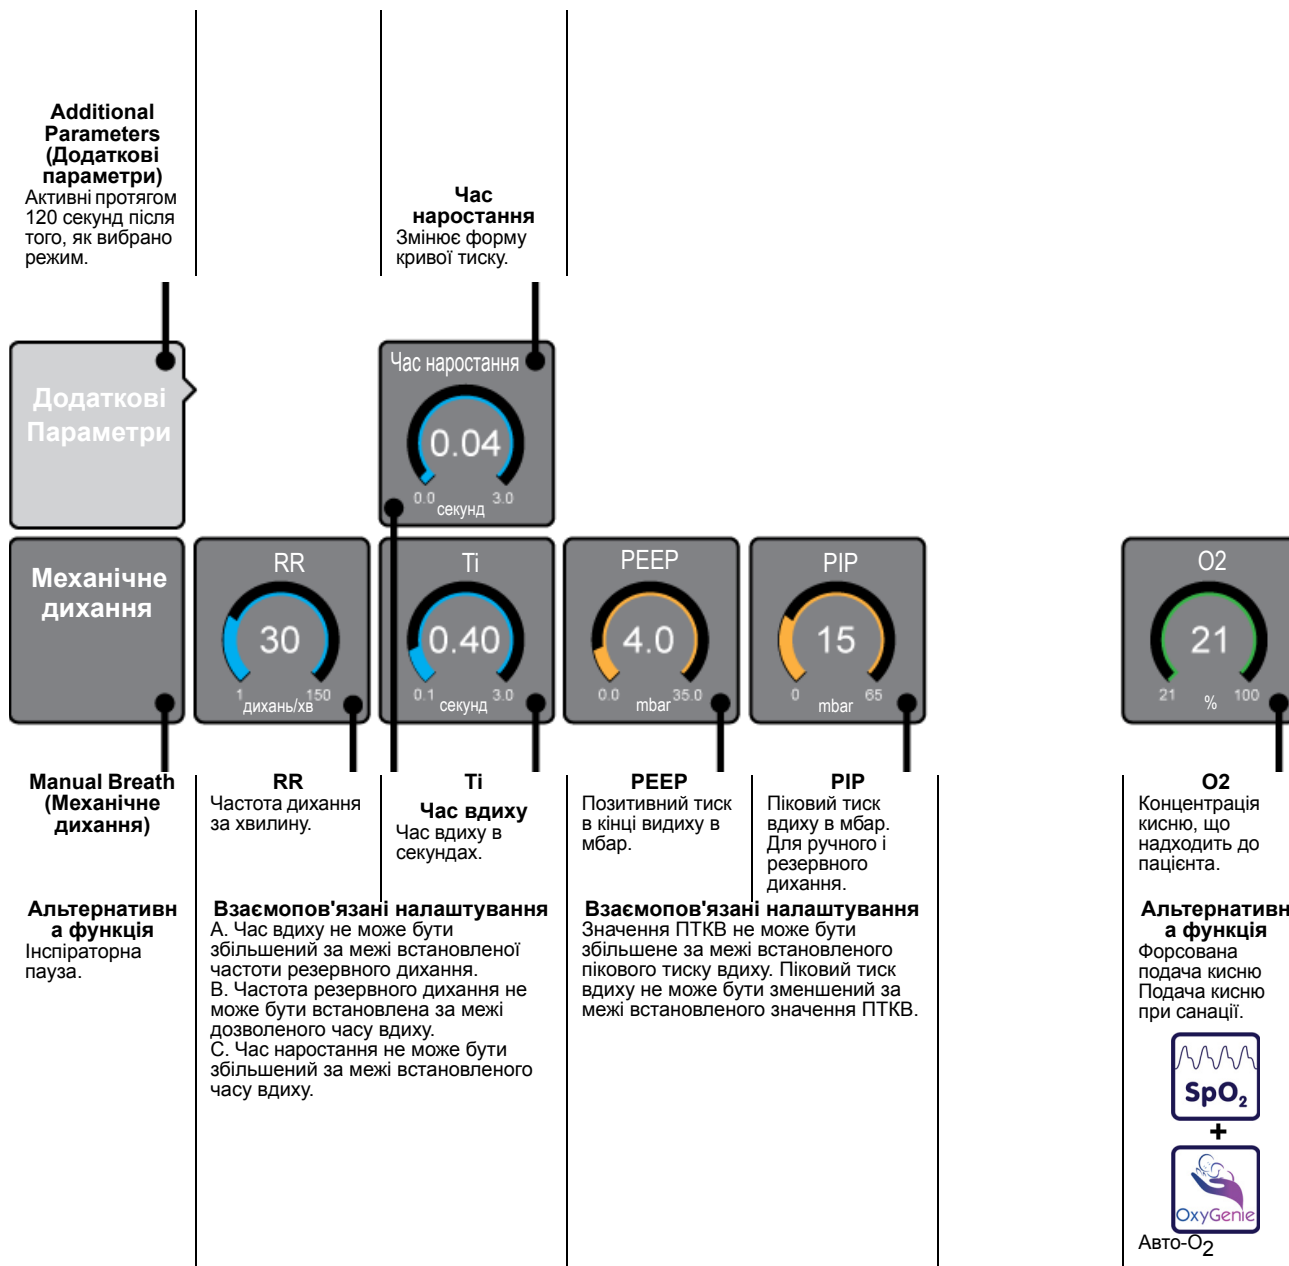 Additional
Parameters
(Додаткові
параметри)
Активні протягом
120 секунд після
того, як вибрано
режим.
Час
наростання
Змінює форму
кривої тиску.
Додаткові
Параметри
Час наростання
0.04
0.0
3.0
секунд
Механічне
дихання
RR
30
1
150
дихань/хв
Ti
0.40
0.1
3.0
секунд
PEEP
4.0
0.0
35.0
mbar
PIP
15
0
65
mbar
O2
21
21
100
%
Manual Breath
(Механічне
дихання)
RR
Частота дихання
за хвилину.
Ti
Час вдиху
Час вдиху в
секундах.
PEEP
Позитивний тиск
в кінці видиху в
мбар.
PIP
Піковий тиск
вдиху в мбар.
Для ручного і
резервного
дихання.
O2
Концентрація
кисню, що
надходить до
пацієнта.
Альтернативн
а функція
Інспіраторна
пауза.
Взаємопов'язані налаштування
A. Час вдиху не може бути
збільшений за межі встановленої
частоти резервного дихання.
B. Частота резервного дихання не
може бути встановлена за межі
дозволеного часу вдиху.
C. Час наростання не може бути
збільшений за межі встановленого
часу вдиху.
Взаємопов'язані налаштування
Значення ПТКВ не може бути
збільшене за межі встановленого
пікового тиску вдиху. Піковий тиск
вдиху не може бути зменшений за
межі встановленого значення ПТКВ.
Альтернативн
а функція
Форсована
подача кисню
Подача кисню
при санації.
SpO2
+
OxyGenie
Авто-O2